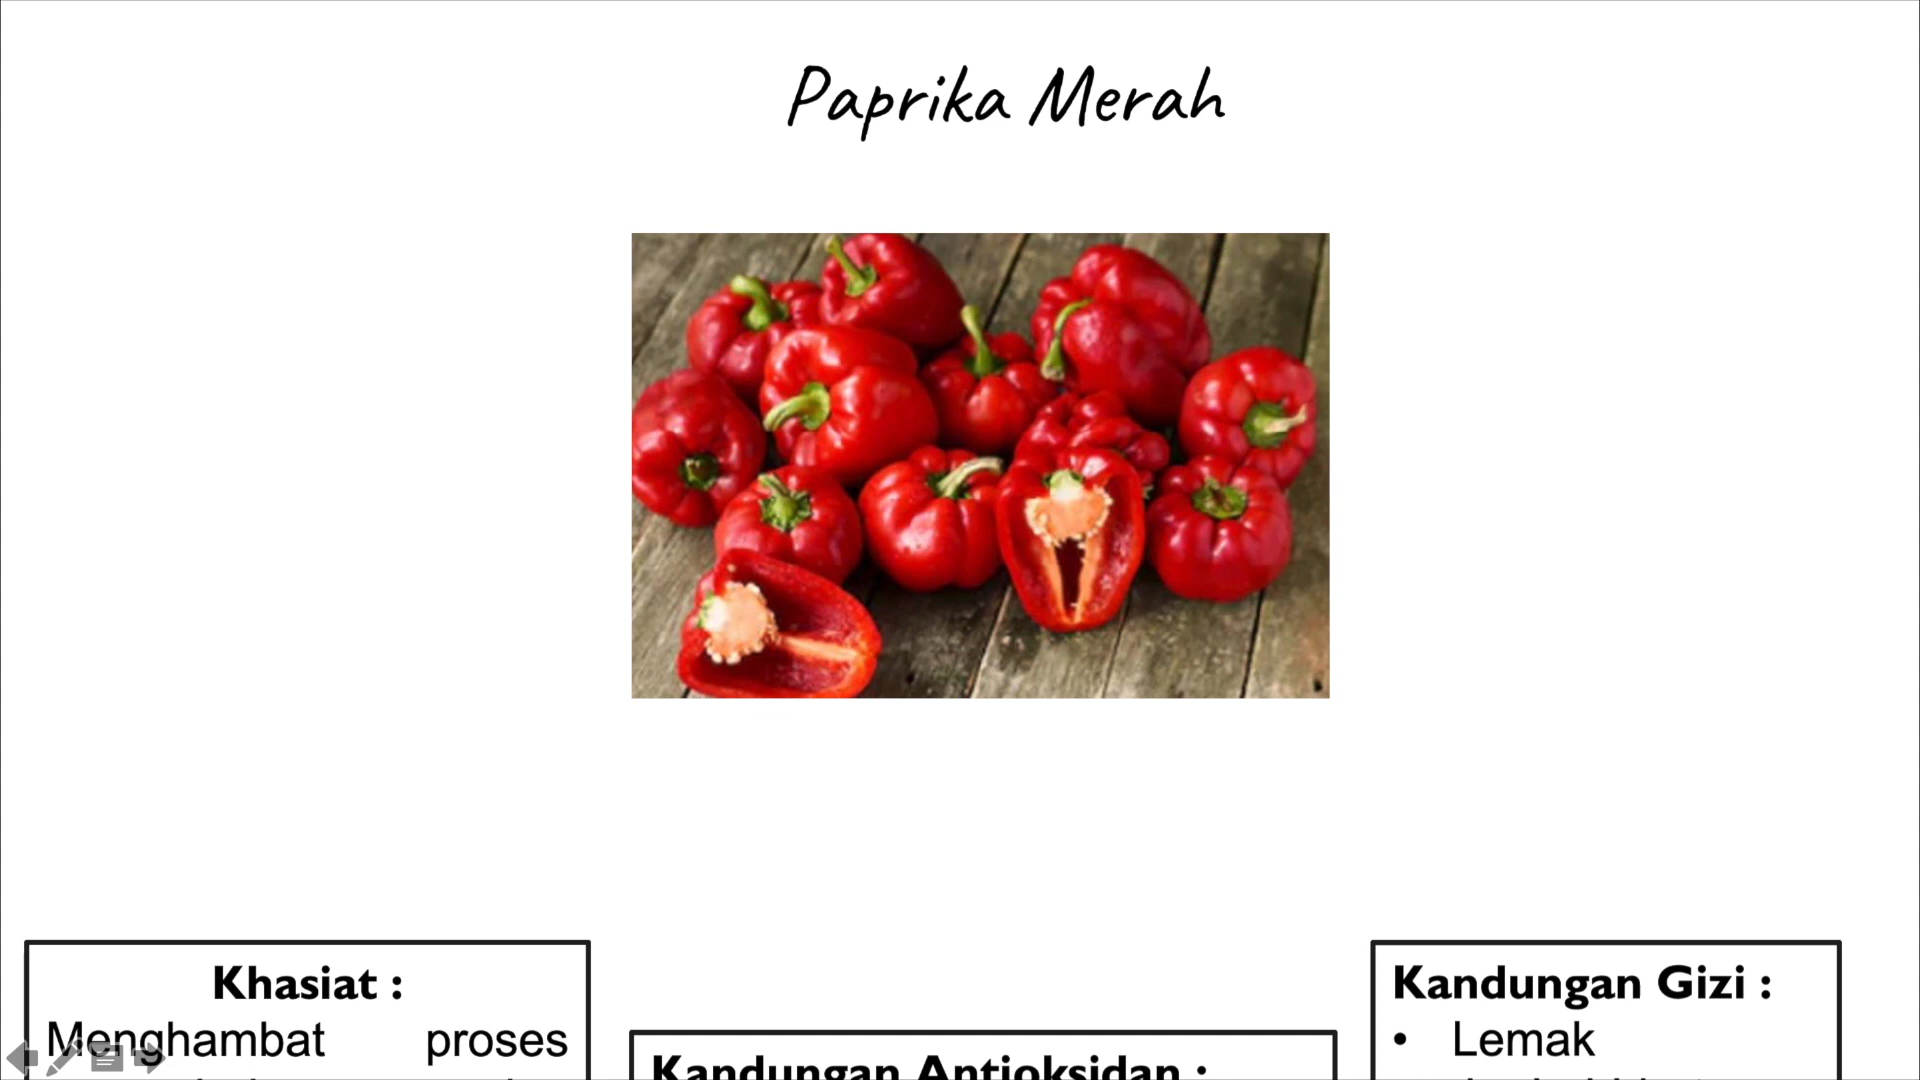 Paprika Merah
Khasiat :
Menghambat proses
Kandungan Antioksidan :
Kandungan Gizi :
• Lemak